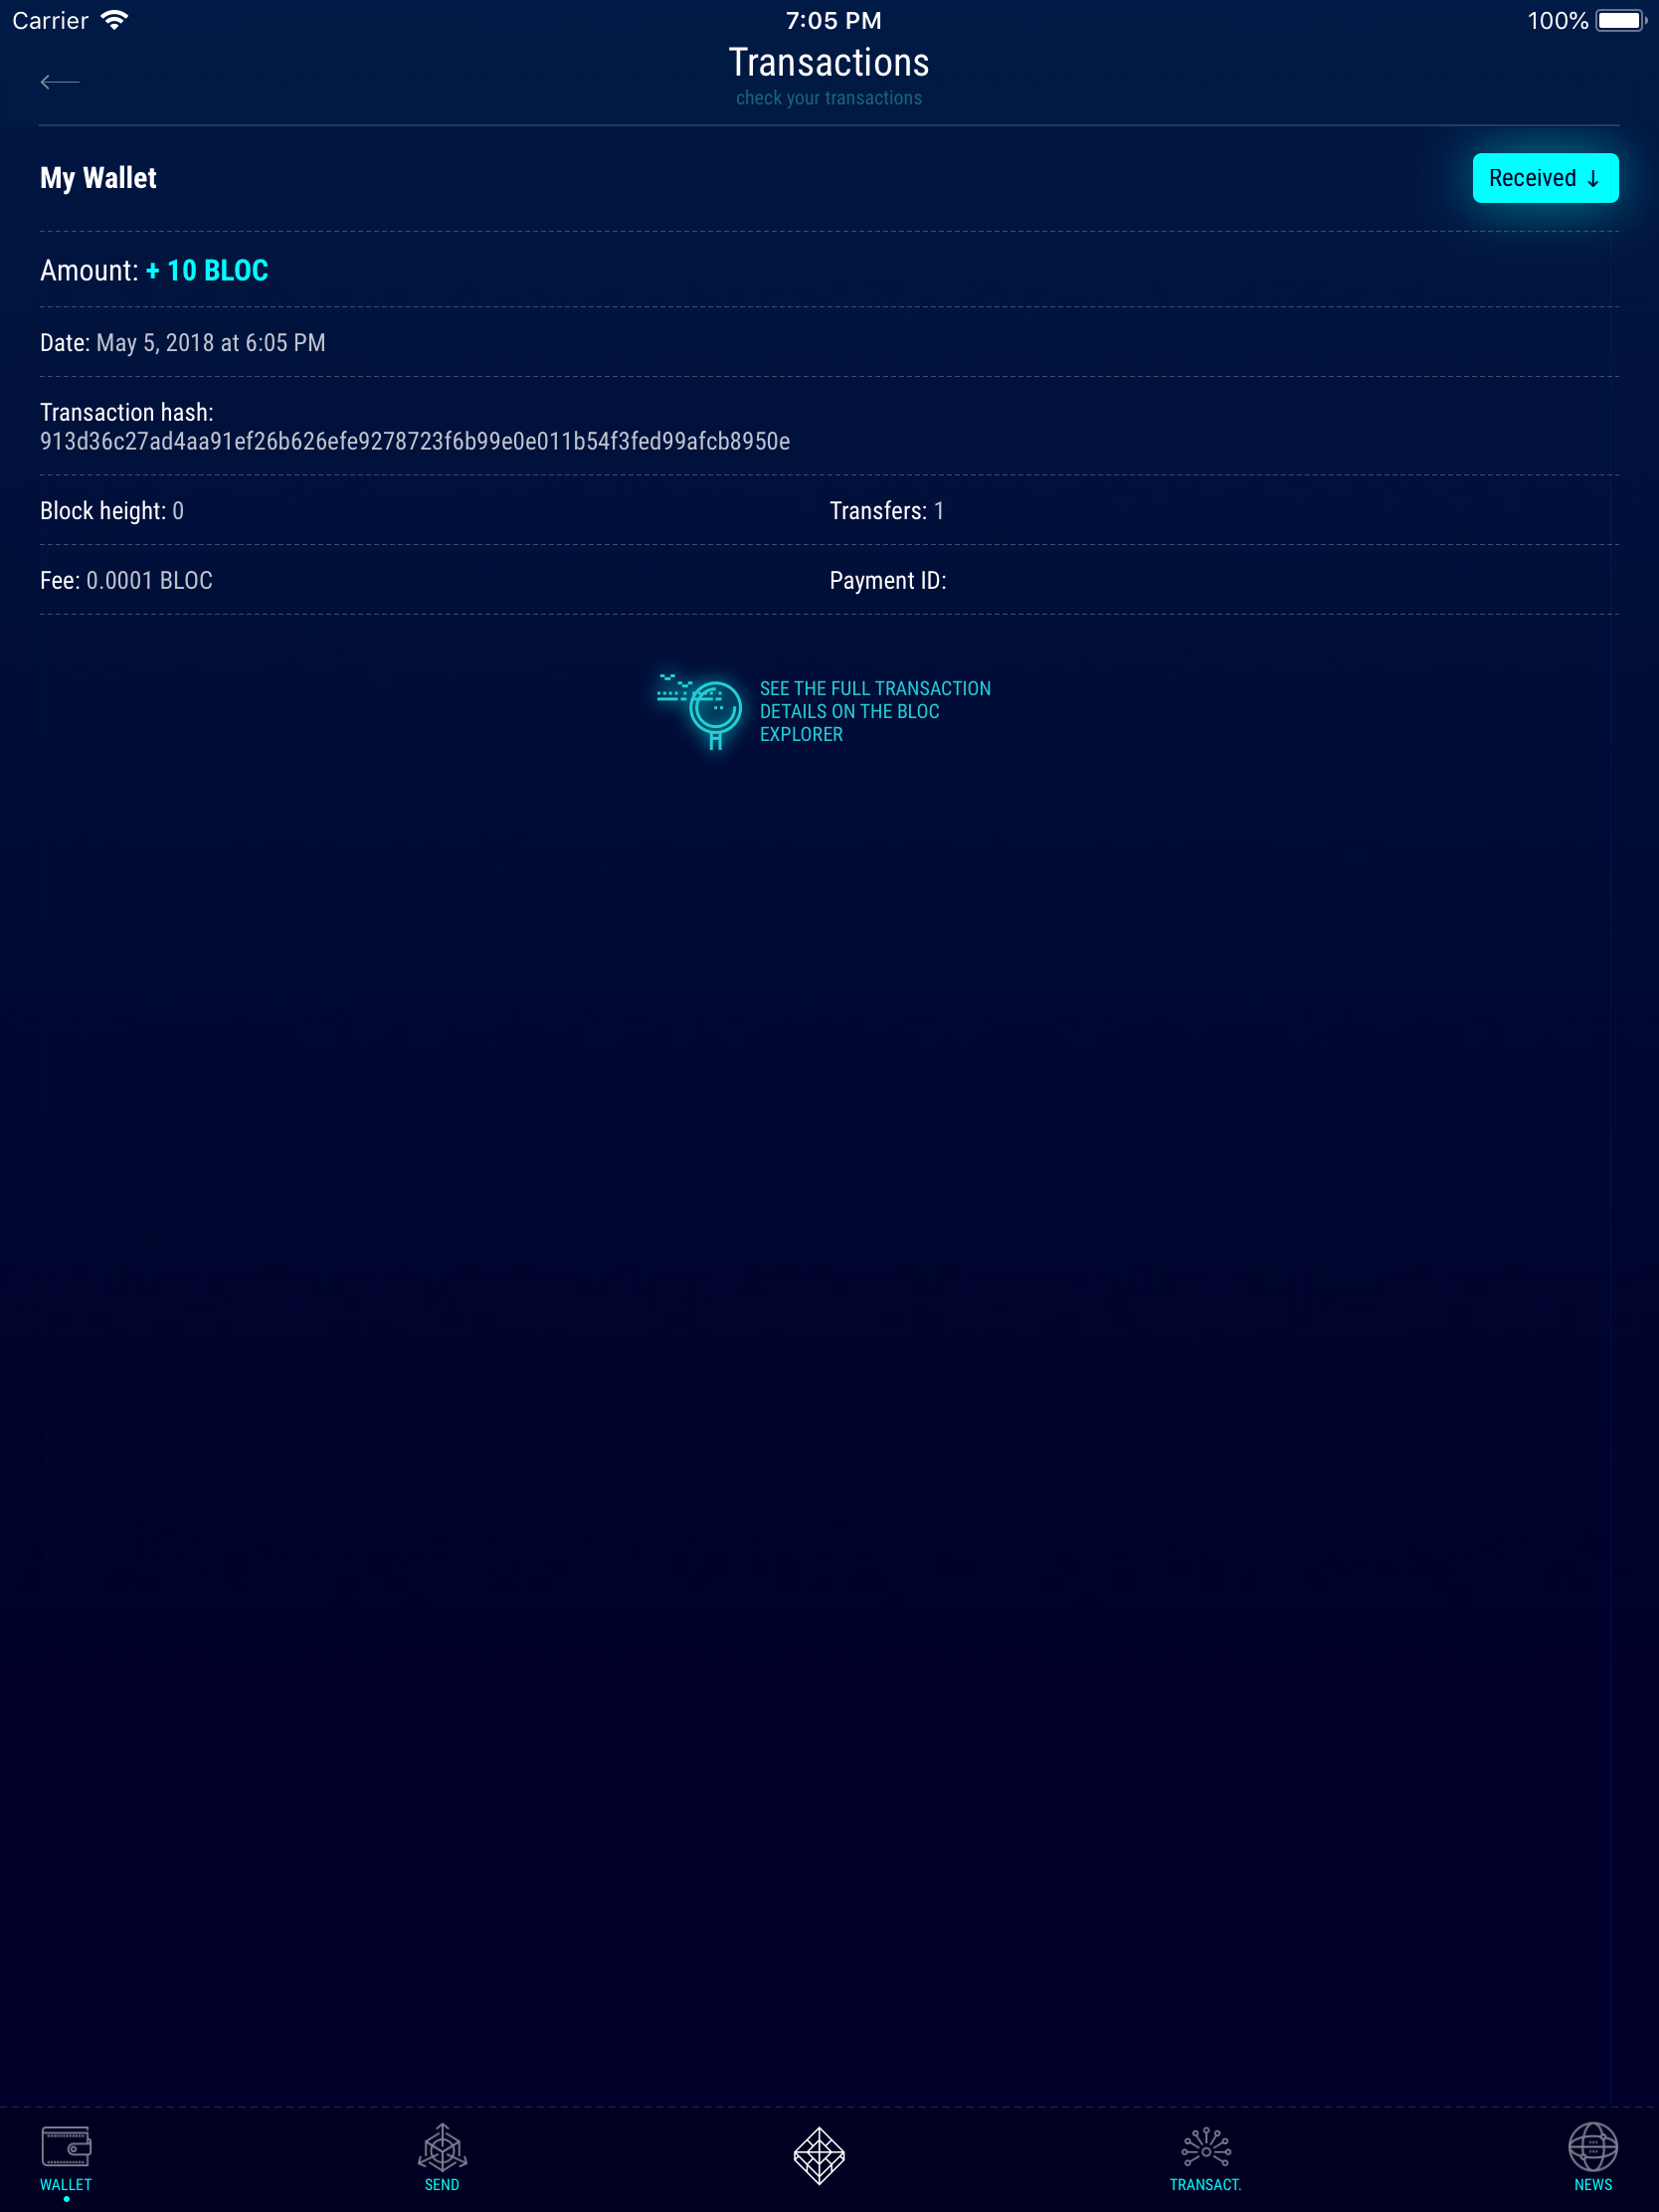 Carrier 7:05 PM 100%
Transactions
check your transactions
My Wallet Received ↓
Amount: + 10 BLOC
Date: May 5, 2018 at 6:05 PM
Transaction hash:
913d36c27ad4aa91ef26b626efe9278723f6b99e0e011b54f3fed99afcb8950e
Block height: 0 Transfers: 1
Fee: 0.0001 BLOC Payment ID:
SEE THE FULL TRANSACTION
DETAILS ON THE BLOC
EXPLORER
WALLET SEND TRANSACT. NEWS